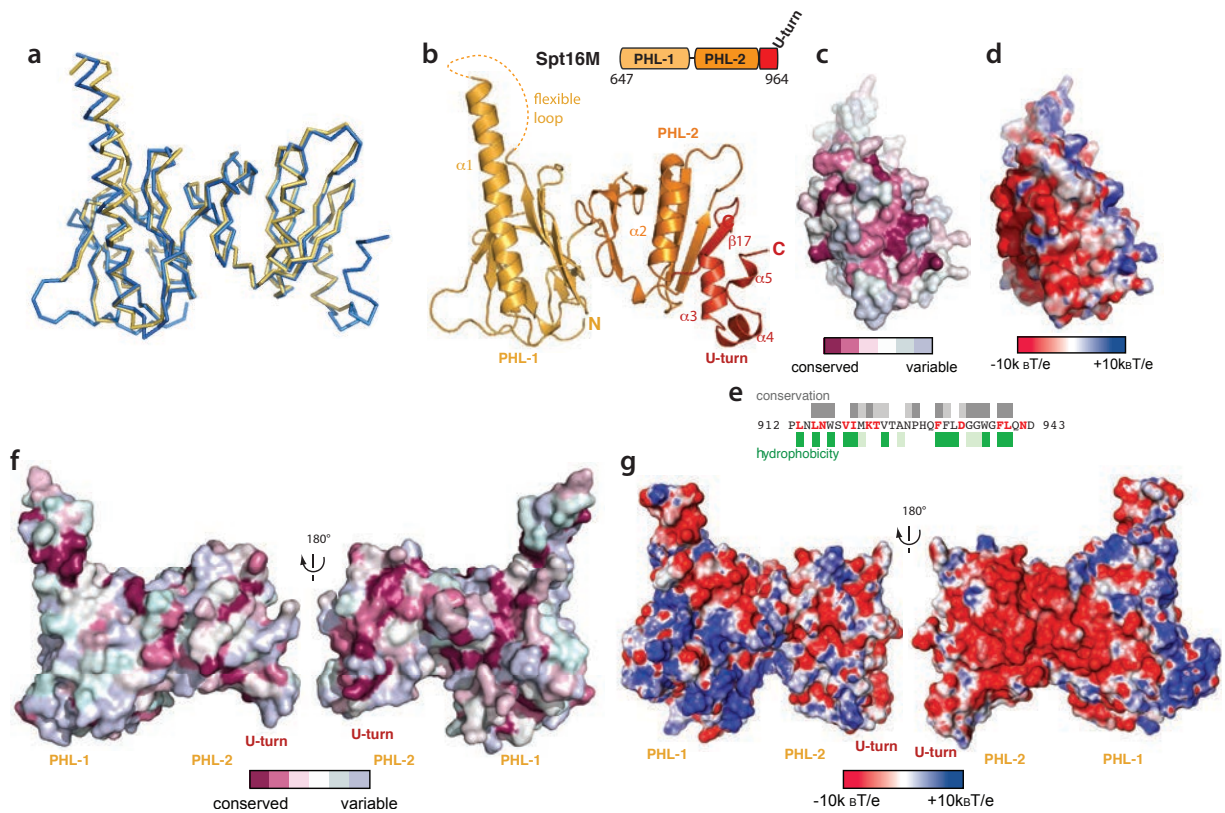 a
b
Spt16M
PHL-1
PHL-2
U-turn
647
964
flexible
loop
α1
PHL-2
α2
β17
C
α5
α3
α4
N
PHL-1
U-turn
c
conserved
variable
d
-10k BT/e
+10kBT/e
e
conservation
912 PLNLNWSVIMKTVTANPHQFFLDGGWGFLQND 943
hydrophobicity
f
180°
U-turn
U-turn
PHL-1
PHL-2
PHL-2
PHL-1
conserved
variable
g
180°
PHL-1
PHL-2
U-turn
U-turn
PHL-2
PHL-1
-10k BT/e
+10kBT/e